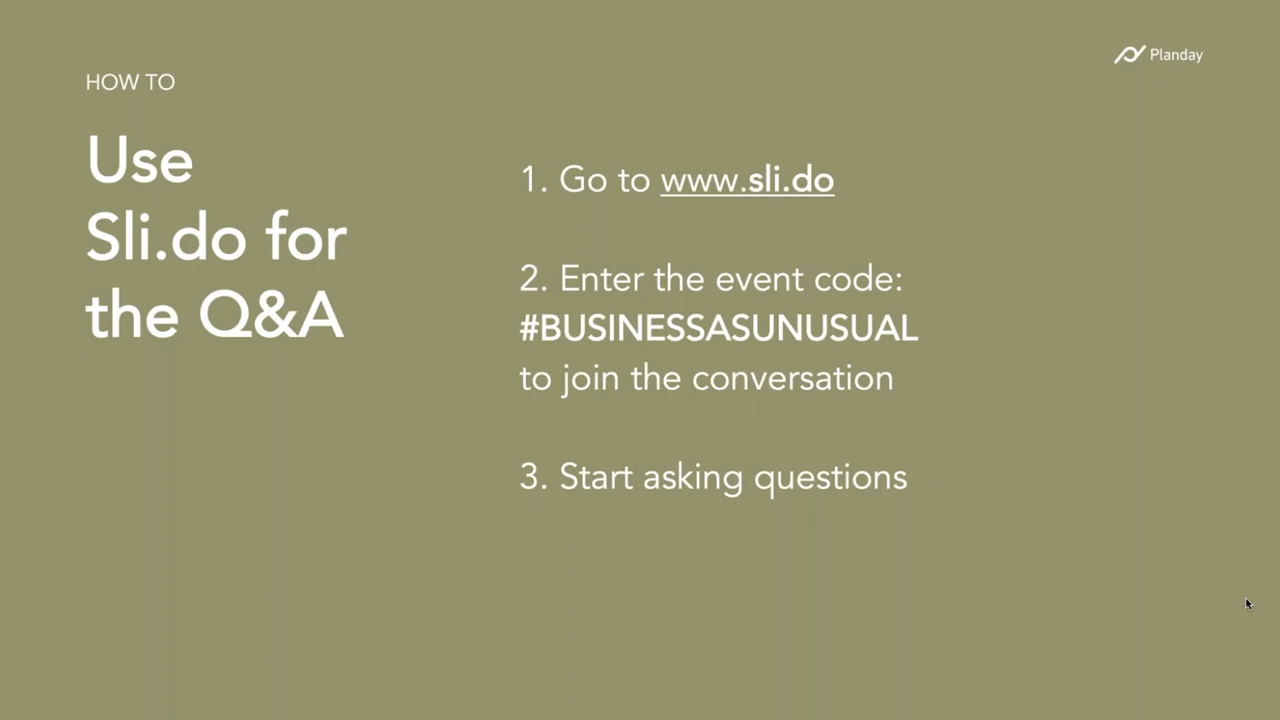 HOW TO
Use
Sli.do for
the Q&A
Planday
1. Go to www.sli.do
2. Enter the event code:
#BUSINESSASUNUSUAL
to join the conversation
3. Start asking questions